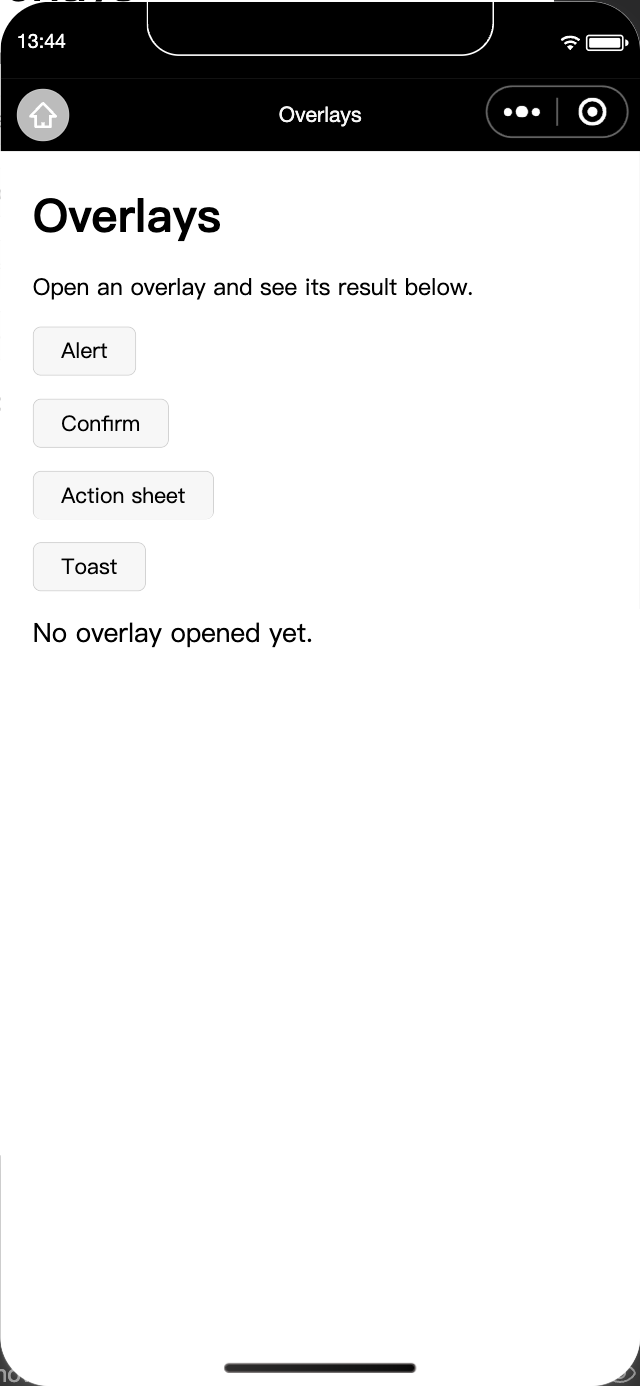 13:44
Overlays
Overlays
Open an overlay and see its result below.
Alert
Confirm
Action sheet
Toast
No overlay opened yet.